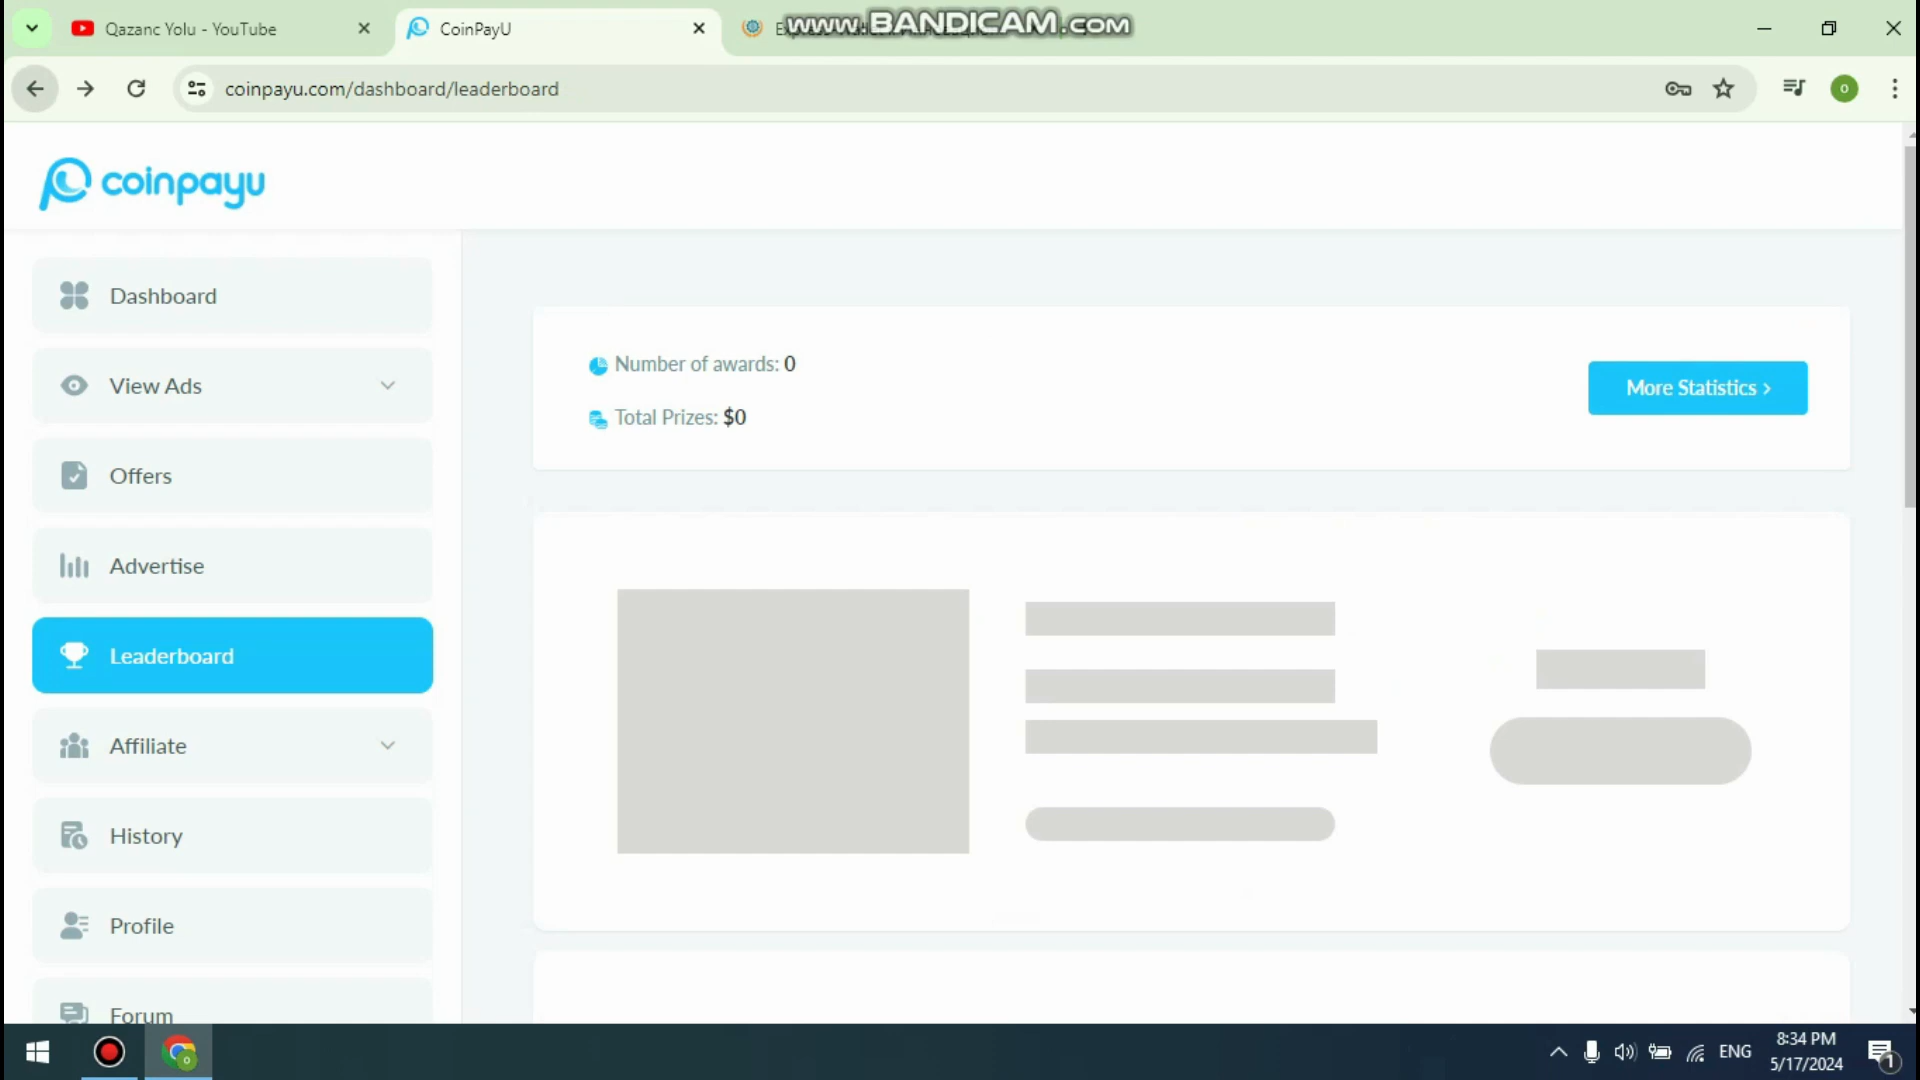 Qazanc Yolu - YouTube
CoinPayU
www.BANDICAM.com
coinpayu.com/dashboard/leaderboard
o
coinpayu
Dashboard
View Ads
Offers
Advertise
Leaderboard
Affiliate
History
Profile
Forum
Number of awards: 0
Total Prizes: $0
More Statistics >
o
ENG
8:34 PM
5/17/2024
1